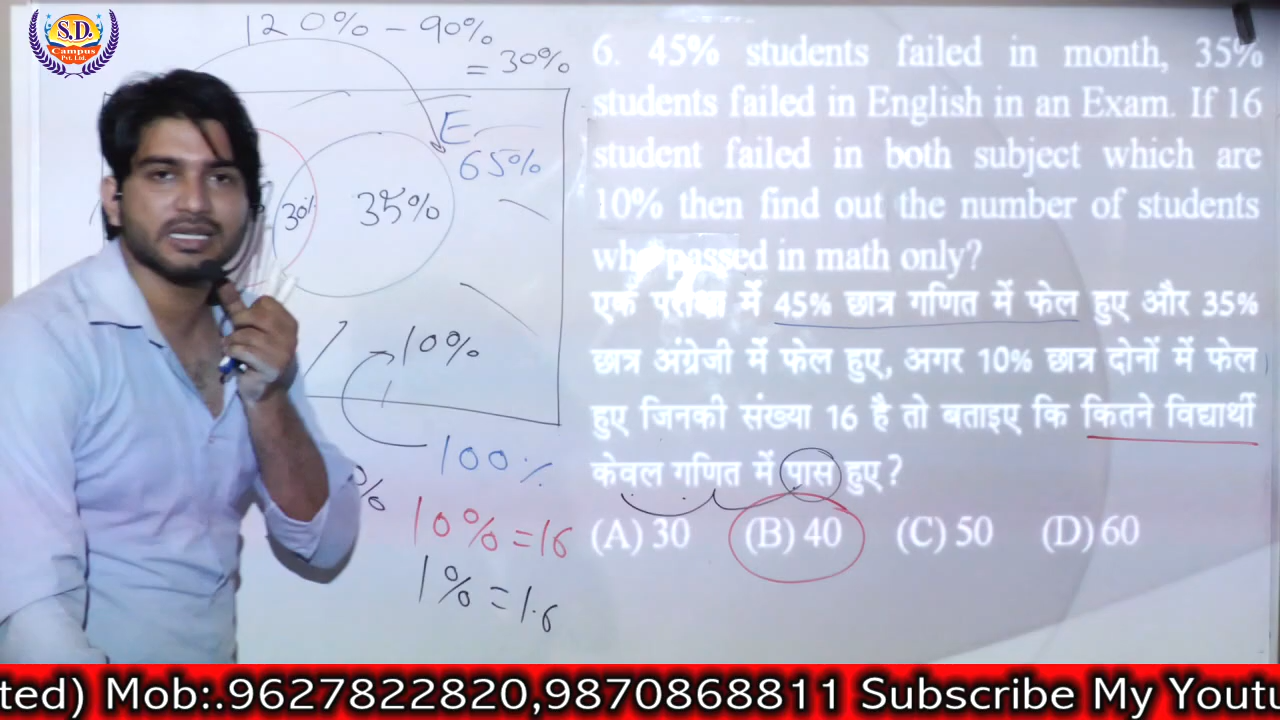 S.D.
Campus
Pvt. Ltd.
120% - 90%
= 30%
E
65%
30%
35%
10%
100%
%
10% = 16
1% = 1.6
6. 45% students failed in month, 35%
students failed in English in an Exam. If 16
student failed in both subject which are
10% then find out the number of students
who passed in math only?
एक परीक्षा में 45% छात्र गणित में फेल हुए और 35%
छात्र अंग्रेजी में फेल हुए, अगर 10% छात्र दोनों में फेल
हुए जिनकी संख्या 16 है तो बताइए कि कितने विद्यार्थी
केवल गणित में पास हुए ?
(A) 30 (B) 40 (C) 50 (D) 60
ted) Mob:.9627822820,9870868811 Subscribe My Youtu